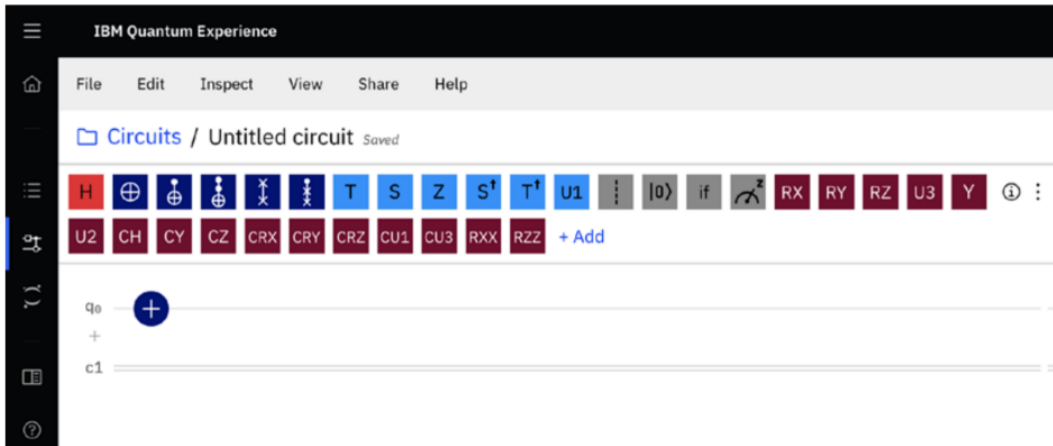 IBM Quantum Experience
File Edit Inspect View Share Help
Circuits / Untitled circuit Saved
H T S Z S† T† U1 |0⟩ if z RX RY RZ U3 Y
U2 CH CY CZ CRX CRY CRZ CU1 CU3 RXX RZZ + Add
q0
+
c1